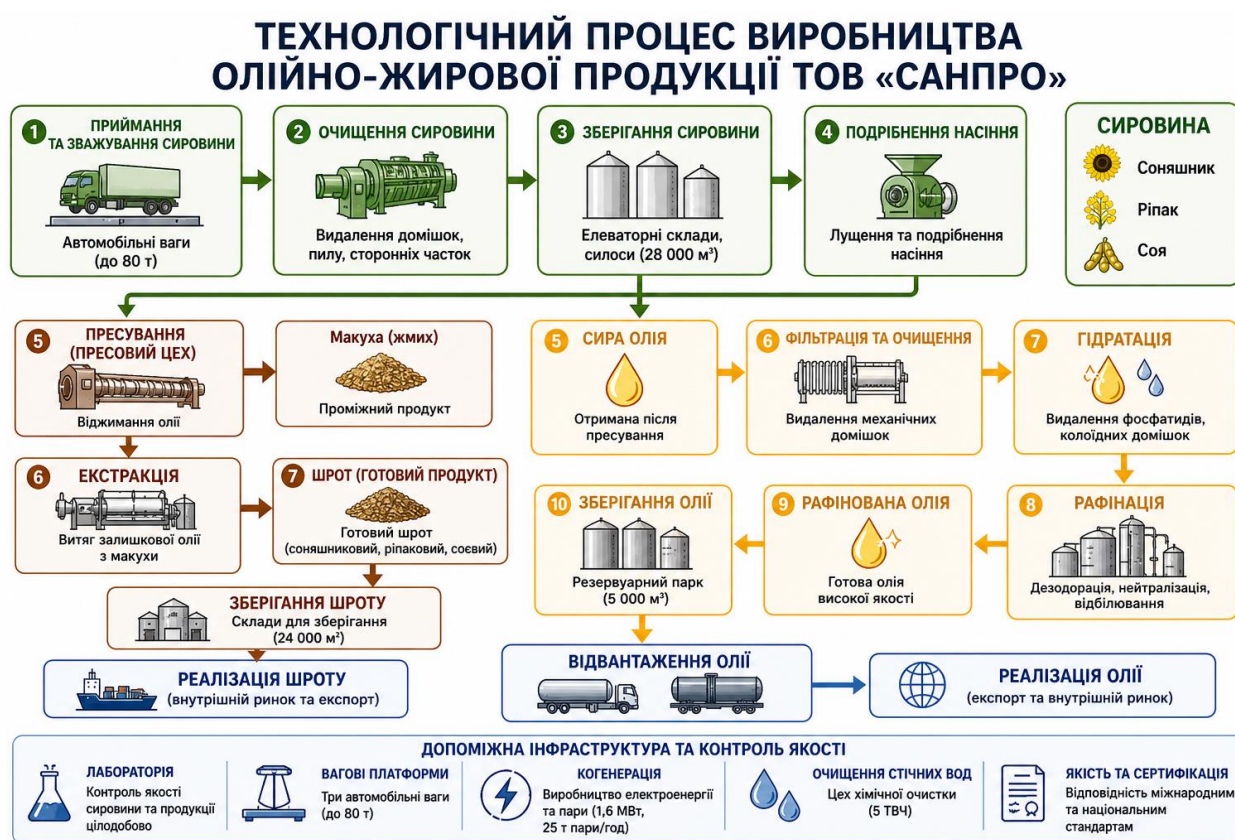 ТЕХНОЛОГІЧНИЙ ПРОЦЕС ВИРОБНИЦТВА
ОЛІЙНО-ЖИРОВОЇ ПРОДУКЦІЇ ТОВ «САНПРО»
1 ПРИЙМАННЯ
ТА ЗВАЖУВАННЯ СИРОВИНИ
Автомобільні ваги
(до 80 т)
2 ОЧИЩЕННЯ СИРОВИНИ
Видалення домішок,
пилу, сторонніх часток
3 ЗБЕРІГАННЯ СИРОВИНИ
Елеваторні склади,
силоси (28 000 м³)
4 ПОДРІБНЕННЯ НАСІННЯ
Лущення та подрібнення
насіння
СИРОВИНА
Соняшник
Ріпак
Соя
5 ПРЕСУВАННЯ
(ПРЕСОВИЙ ЦЕХ)
Віджимання олії
Макуха (жмих)
Проміжний продукт
5 СИРА ОЛІЯ
Отримана після
пресування
6 ФІЛЬТРАЦІЯ ТА ОЧИЩЕННЯ
Видалення механічних
домішок
7 ГІДРАТАЦІЯ
Видалення фосфатидів,
колоїдних домішок
6 ЕКСТРАКЦІЯ
Витяг залишкової олії
з макухи
7 ШРОТ (ГОТОВИЙ ПРОДУКТ)
Готовий шрот
(соняшниковий, ріпаковий, соєвий)
10 ЗБЕРІГАННЯ ОЛІЇ
Резервуарний парк
(5 000 м³)
9 РАФІНОВАНА ОЛІЯ
Готова олія
високої якості
8 РАФІНАЦІЯ
Дезодорація, нейтралізація,
відбілювання
ЗБЕРІГАННЯ ШРОТУ
Склади для зберігання
(24 000 м²)
РЕАЛІЗАЦІЯ ШРОТУ
(внутрішній ринок та експорт)
ВІДВАНТАЖЕННЯ ОЛІЇ
РЕАЛІЗАЦІЯ ОЛІЇ
(експорт та внутрішній ринок)
ДОПОМІЖНА ІНФРАСТРУКТУРА ТА КОНТРОЛЬ ЯКОСТІ
ЛАБОРАТОРІЯ
Контроль якості
сировини та продукції
цілодобово
ВАГОВІ ПЛАТФОРМИ
Три автомобільні ваги
(до 80 т)
КОГЕНЕРАЦІЯ
Виробництво електроенергії
та пари (1,6 МВт,
25 т пари/год)
ОЧИЩЕННЯ СТІЧНИХ ВОД
Цех хімічної очистки
(5 ТВЧ)
ЯКІСТЬ ТА СЕРТИФІКАЦІЯ
Відповідність міжнародним
та національним
стандартам